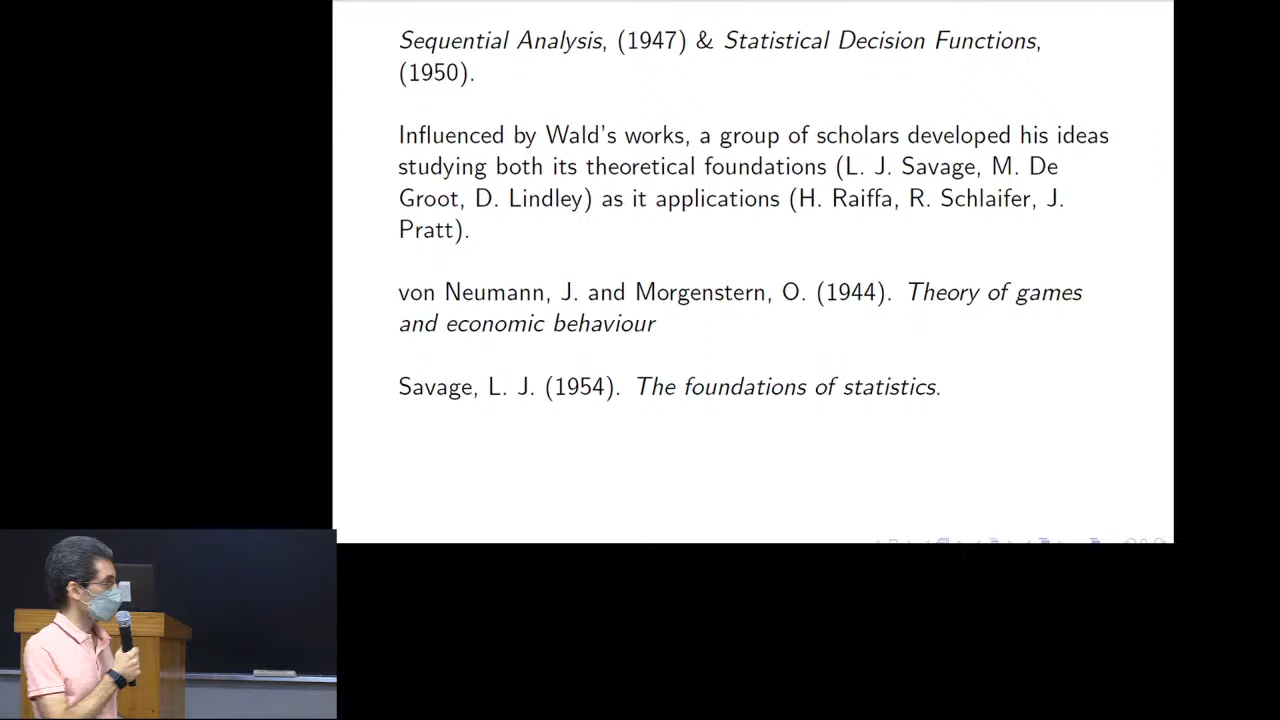 Sequential Analysis, (1947) & Statistical Decision Functions,
(1950).
Influenced by Wald's works, a group of scholars developed his ideas
studying both its theoretical foundations (L. J. Savage, M. De
Groot, D. Lindley) as it applications (H. Raiffa, R. Schlaifer, J.
Pratt).
von Neumann, J. and Morgenstern, O. (1944). Theory of games
and economic behaviour
Savage, L. J. (1954). The foundations of statistics.